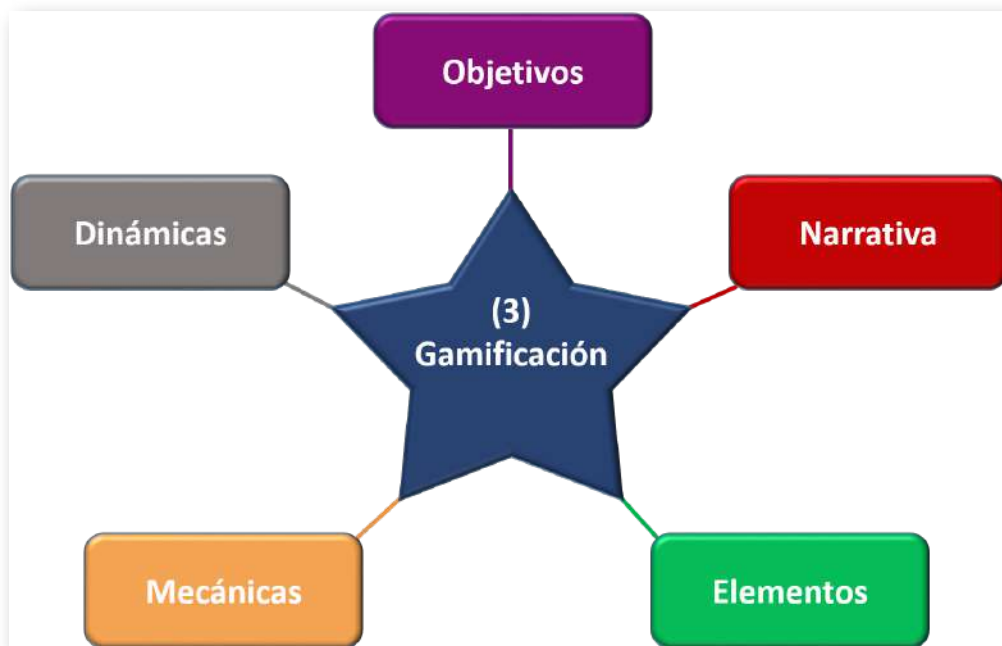 Objetivos
Dinámicas
Narrativa
(3)
Gamificación
Mecánicas
Elementos